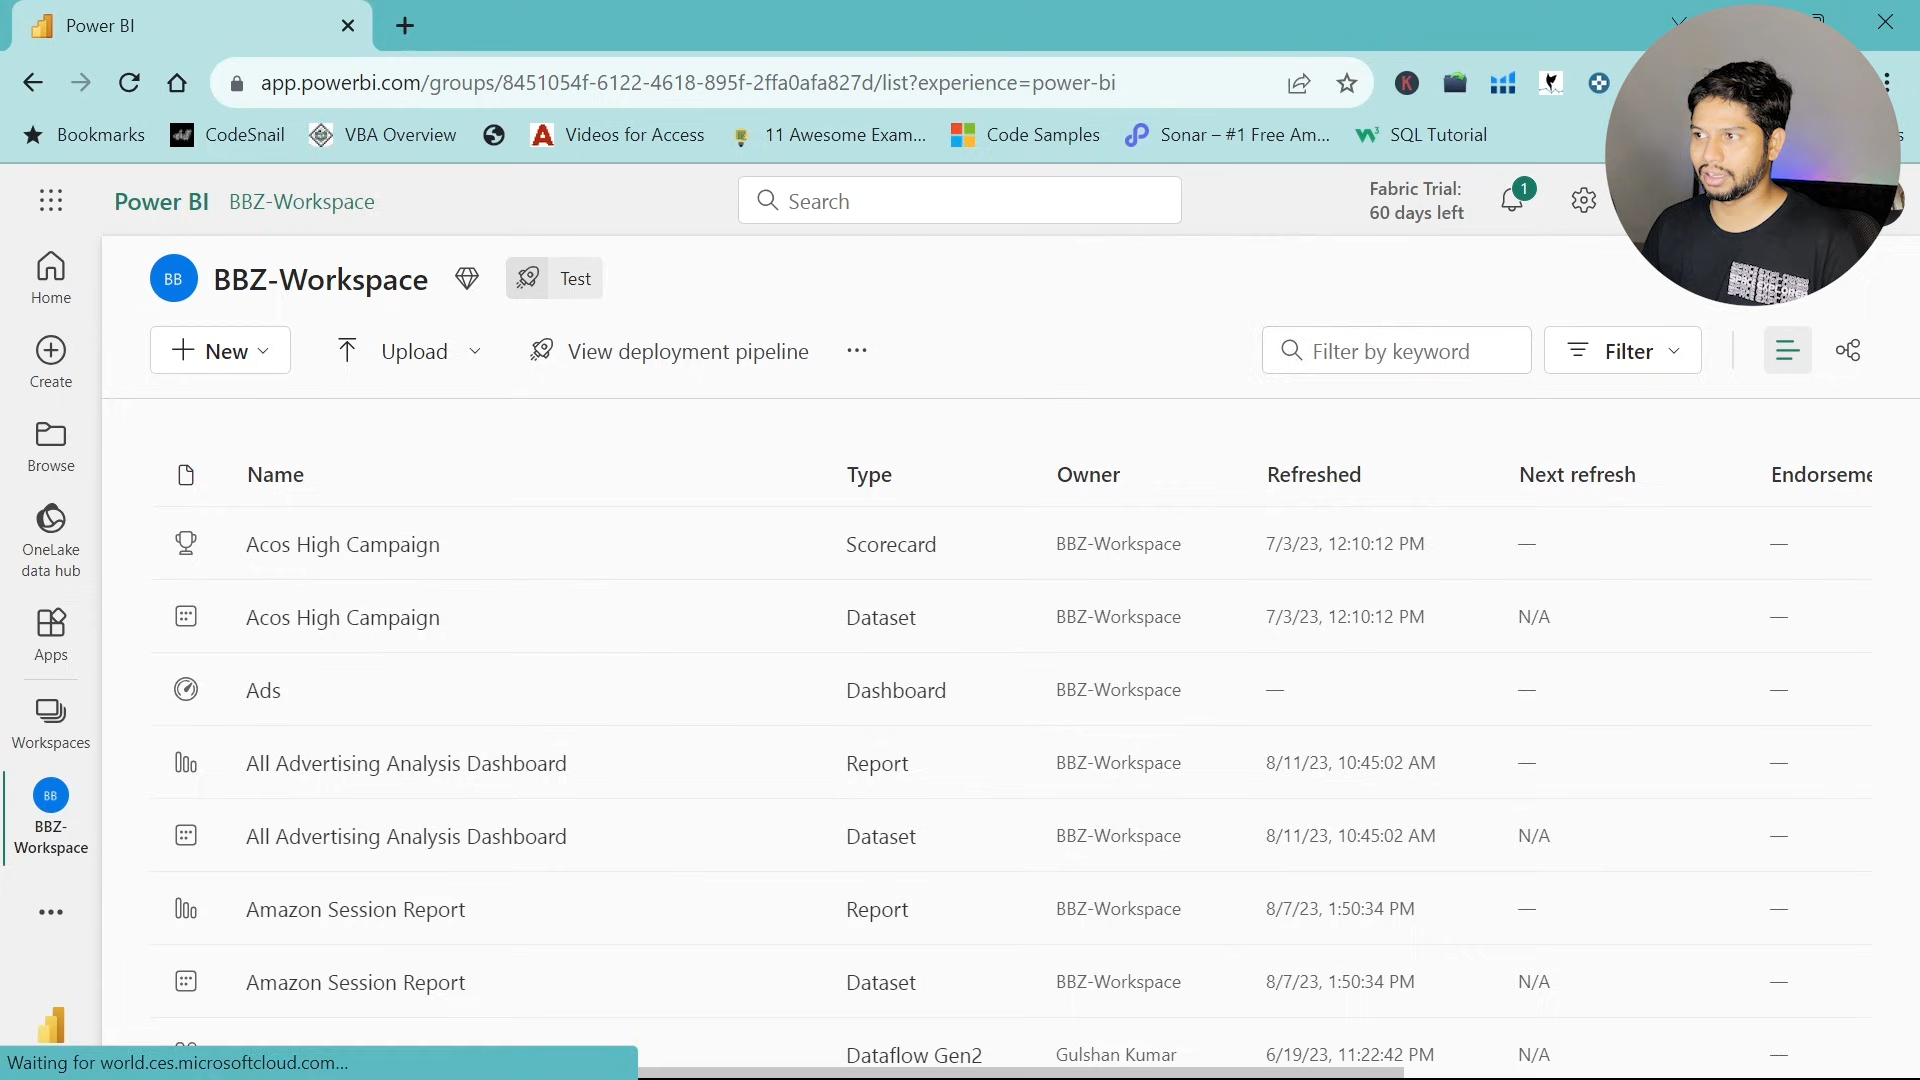 Power BI
app.powerbi.com/groups/8451054f-6122-4618-895f-2ffa0afa827d/list?experience=power-bi
K
Bookmarks CodeSnail VBA Overview Videos for Access 11 Awesome Exam... Code Samples Sonar – #1 Free Am... SQL Tutorial
Power BI BBZ-Workspace Search Fabric Trial: 60 days left 1
BB BBZ-Workspace Test
Home
New Upload View deployment pipeline ... Filter by keyword Filter
Create
Browse
Name Type Owner Refreshed Next refresh Endorseme
OneLake data hub
Acos High Campaign Scorecard BBZ-Workspace 7/3/23, 12:10:12 PM — —
Acos High Campaign Dataset BBZ-Workspace 7/3/23, 12:10:12 PM N/A —
Apps
Ads Dashboard BBZ-Workspace — — —
Workspaces
All Advertising Analysis Dashboard Report BBZ-Workspace 8/11/23, 10:45:02 AM — —
BB
BBZ-Workspace
All Advertising Analysis Dashboard Dataset BBZ-Workspace 8/11/23, 10:45:02 AM N/A —
Amazon Session Report Report BBZ-Workspace 8/7/23, 1:50:34 PM — —
Amazon Session Report Dataset BBZ-Workspace 8/7/23, 1:50:34 PM N/A —
Dataflow Gen2 Gulshan Kumar 6/19/23, 11:22:42 PM N/A —
Waiting for world.ces.microsoftcloud.com...